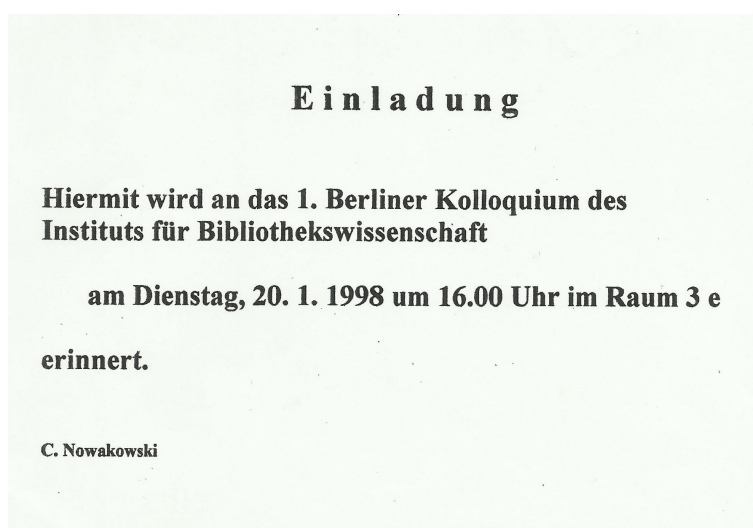 Einladung
Hiermit wird an das 1. Berliner Kolloquium des
Instituts für Bibliothekswissenschaft
am Dienstag, 20. 1. 1998 um 16.00 Uhr im Raum 3 e
erinnert.
C. Nowakowski